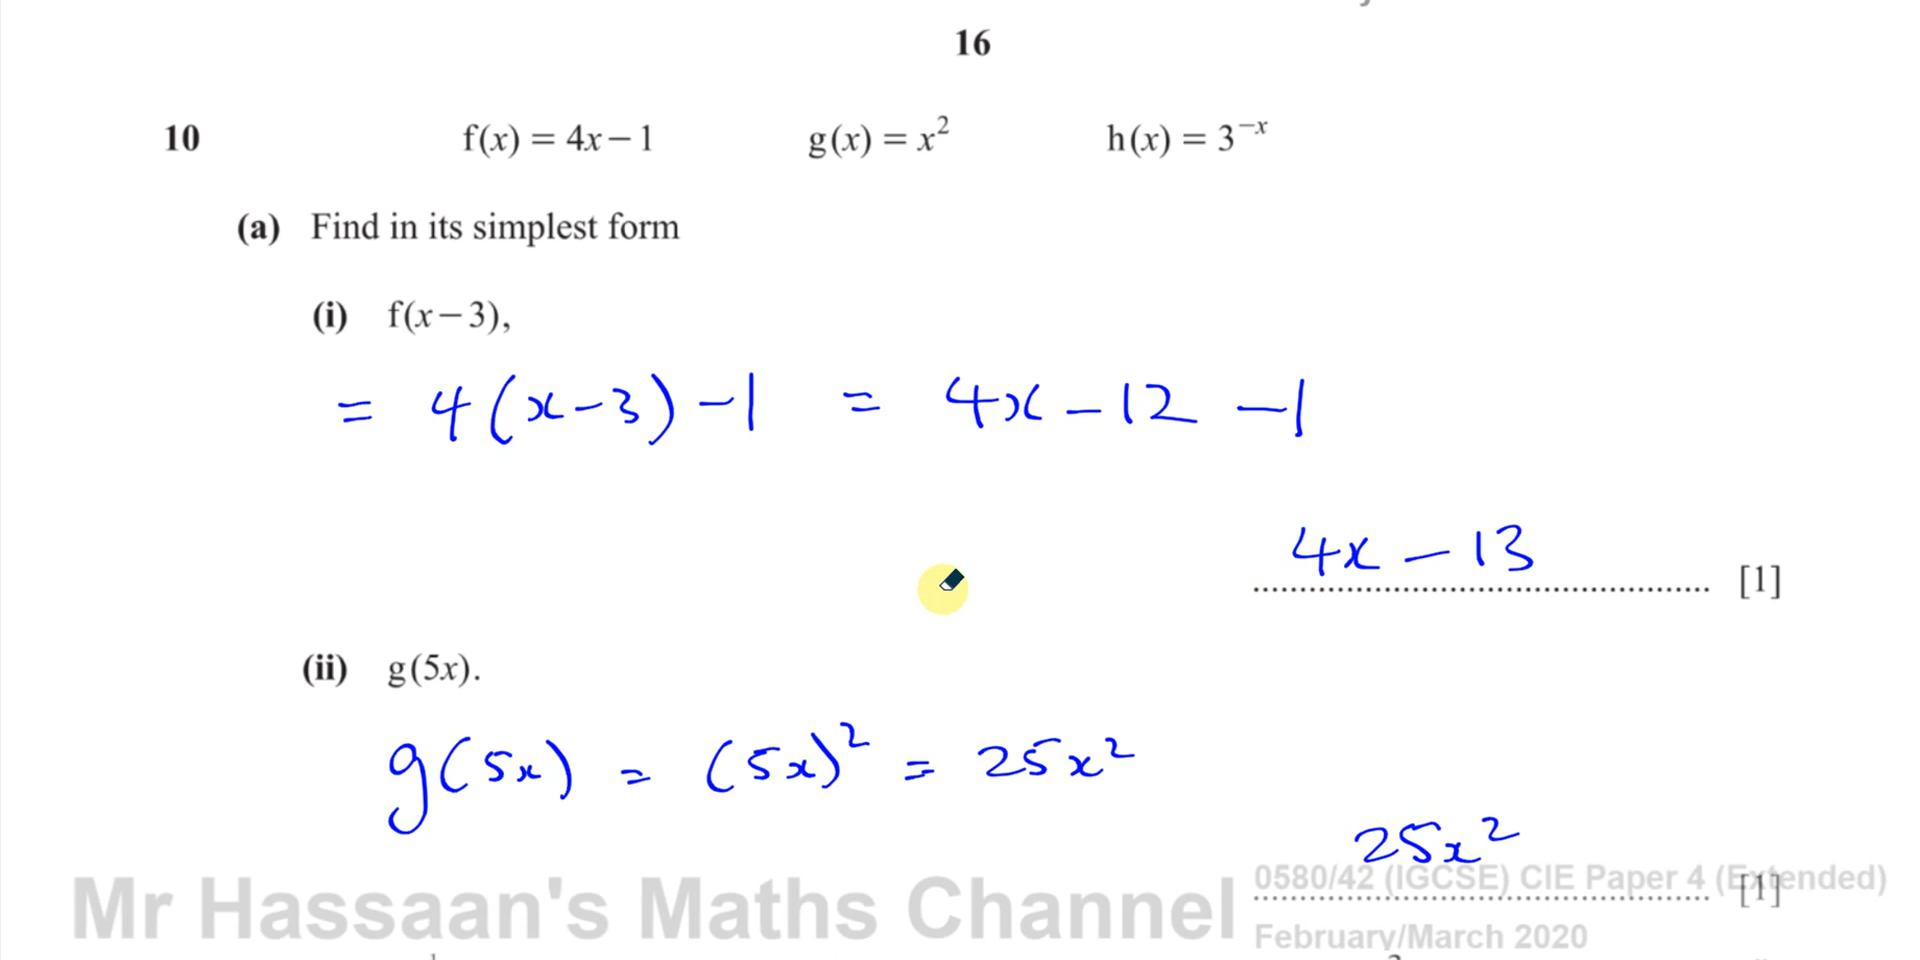 16
10 f(x) = 4x − 1 g(x) = x² h(x) = 3⁻ˣ
(a) Find in its simplest form
(i) f(x − 3),
= 4(x − 3) − 1 = 4x − 12 − 1
4x − 13
[1]
(ii) g(5x).
g(5x) = (5x)² = 25x²
25x²
[1]
Mr Hassaan's Maths Channel
0580/42 (IGCSE) CIE Paper 4 (Extended)
February/March 2020